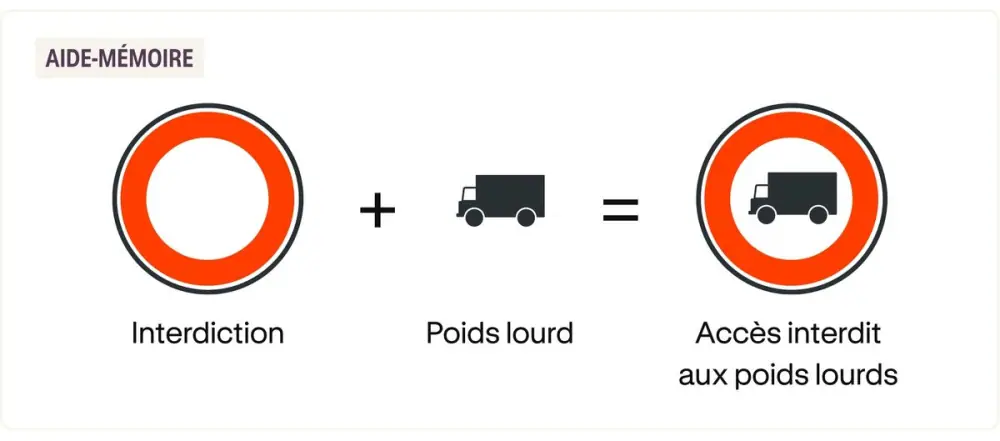 AIDE-MÉMOIRE
+
=
Interdiction
Poids lourd
Accès interdit
aux poids lourds